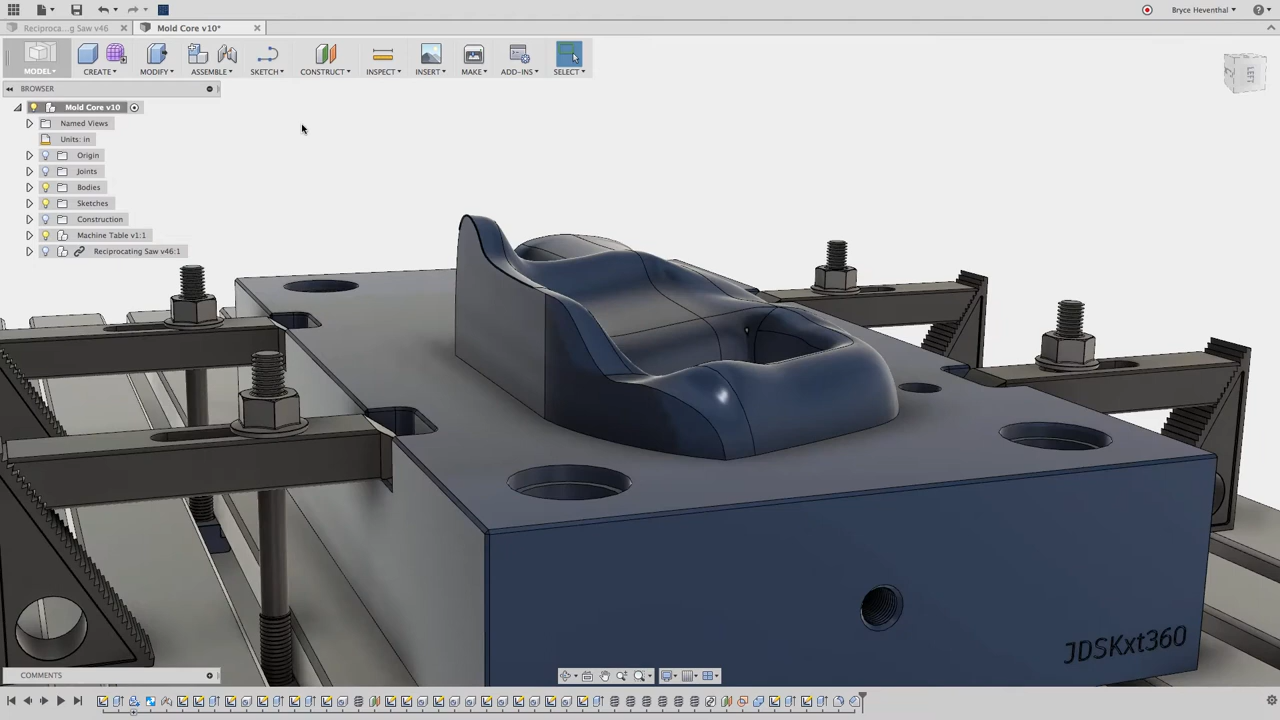 Bryce Heventhal
Reciproca...g Saw v46
Mold Core v10*
MODEL
CREATE
MODIFY
ASSEMBLE
SKETCH
CONSTRUCT
INSPECT
INSERT
MAKE
ADD-INS
SELECT
LEFT
BROWSER
Mold Core v10
Named Views
Units: in
Origin
Joints
Bodies
Sketches
Construction
Machine Table v1:1
Reciprocating Saw v46:1
JDSKxt360
COMMENTS